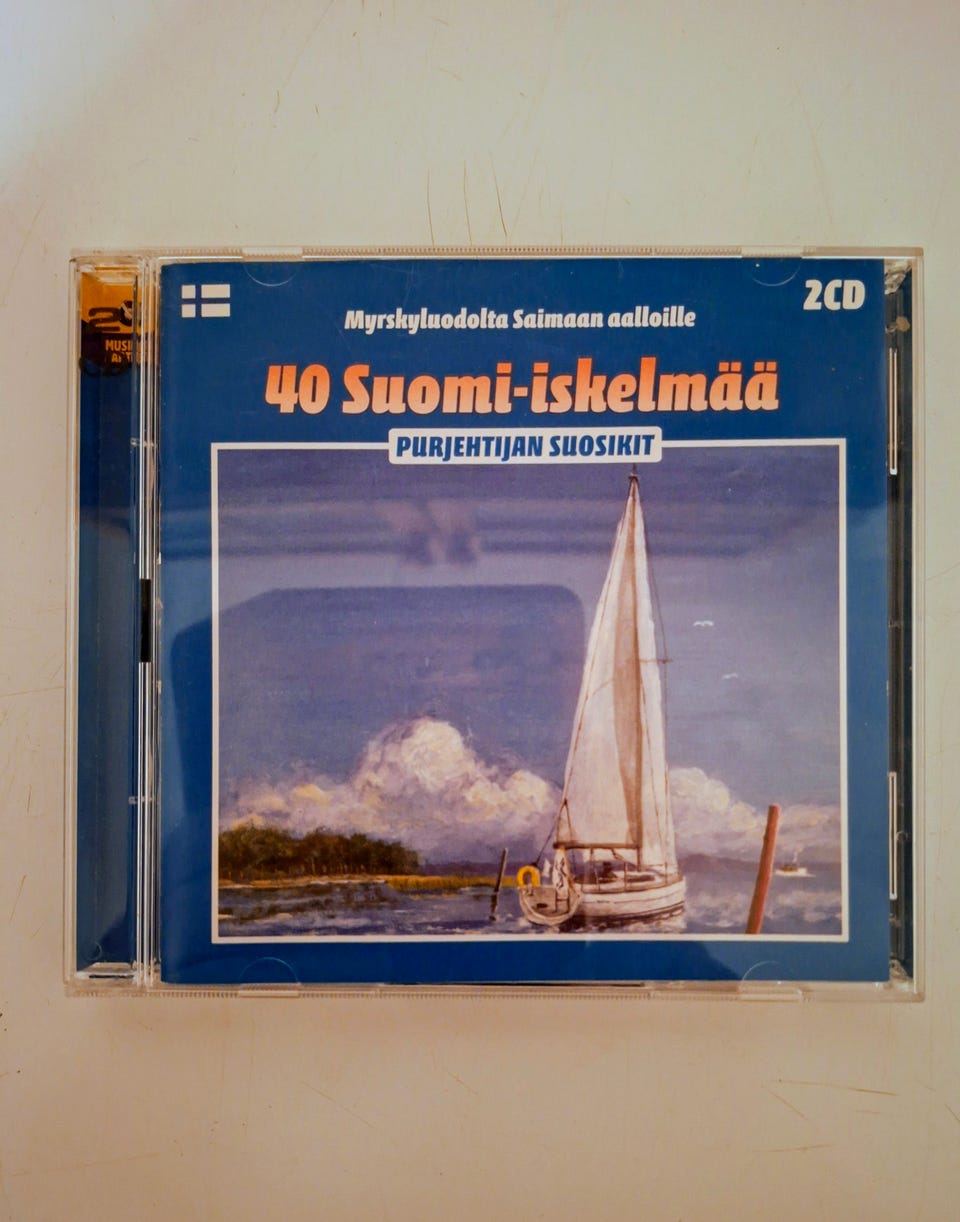 2CD
Myrskyluodolta Saimaan aalloille
40 Suomi-iskelmää
PURJEHTIJAN SUOSIKIT